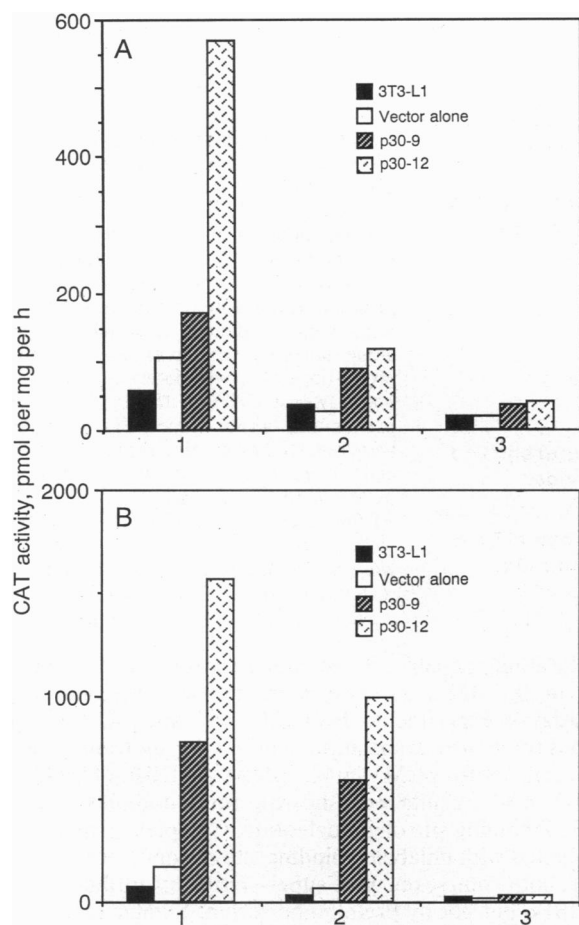 CAT activity, pmol per mg per h
A
600
400
200
0
3T3-L1
Vector alone
p30-9
p30-12
1 2 3
B
2000
1000
0
3T3-L1
Vector alone
p30-9
p30-12
1 2 3